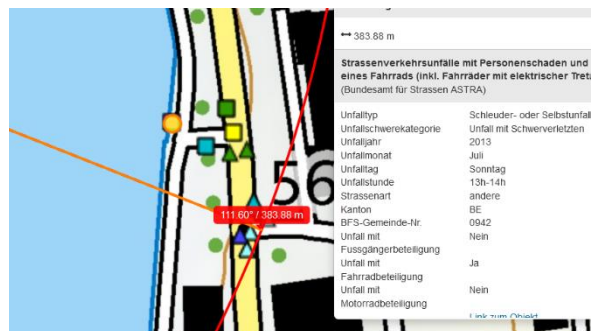 383.88 m
Strassenverkehrsunfälle mit Personenschaden und
eines Fahrrads (inkl. Fahrräder mit elektrischer
(Bundesamt für Strassen ASTRA)
Unfalltyp Schleuder- oder Selbstunfall
Unfallschwerekategorie Unfall mit Schwerverletzten
Unfalljahr 2013
Unfallmonat Juli
Unfalltag Sonntag
Unfallstunde 13h-14h
Strassenart andere
Kanton BE
BFS-Gemeinde-Nr. 0942
Unfall mit Nein
Fussgängerbeteiligung
Unfall mit Ja
Fahrradbeteiligung
Unfall mit Nein
Motorradbeteiligung
Link zum Objekt
56
111.60° / 383.88 m